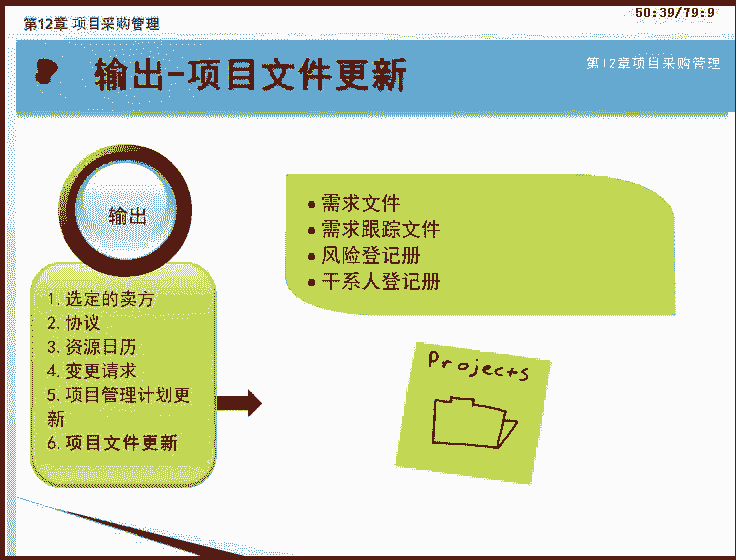 第12章 项目采购管理
50:39/79:9
输出-项目文件更新
第12章项目采购管理
输出
1. 选定的卖方
2. 协议
3. 资源日历
4. 变更请求
5. 项目管理计划更
新
6. 项目文件更新
• 需求文件
• 需求跟踪文件
• 风险登记册
• 干系人登记册
Projects